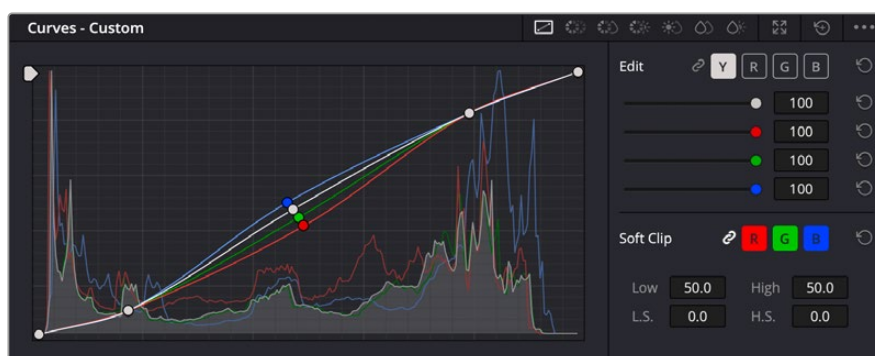 Curves - Custom
Edit Y R G B
100
100
100
100
Soft Clip R G B
Low 50.0 High 50.0
L.S. 0.0 H.S. 0.0